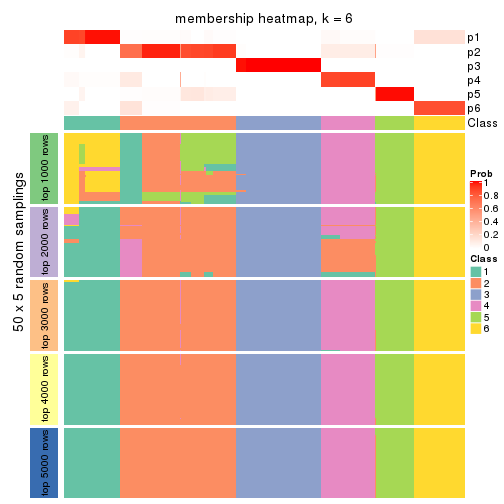 membership heatmap, k = 6
p1
p2
p3
p4
p5
p6
Class
50 x 5 random samplings
top 1000 rows
top 2000 rows
top 3000 rows
top 4000 rows
top 5000 rows
Prob
1
0.8
0.6
0.4
0.2
0
Class
1
2
3
4
5
6